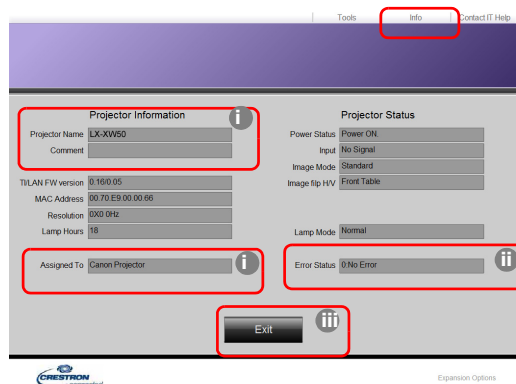 Tools Info Contact IT Help
Projector Information
i
Projector Name LX-XW50
Comment
TI/LAN FW version 0.16/0.05
MAC Address 00.70.E9.00.00.66
Resolution 0X0 0Hz
Lamp Hours 18
Assigned To Canon Projector
i
Projector Status
Power Status Power ON.
Input No Signal
Image Mode Standard
Image filp H/V Front Table
Lamp Mode Normal
Error Status 0:No Error
ii
Exit
iii
CRESTRON
Expansion Options